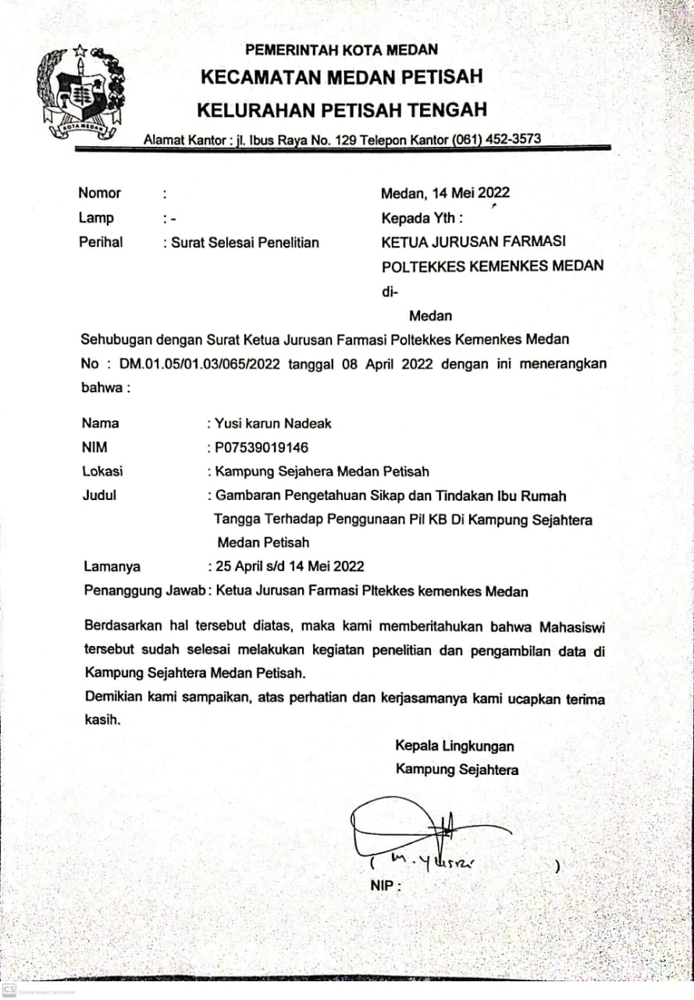 PEMERINTAH KOTA MEDAN
KECAMATAN MEDAN PETISAH
KELURAHAN PETISAH TENGAH
Alamat Kantor : jl. Ibus Raya No. 129 Telepon Kantor (061) 452-3573
KOTA MEDAN
Nomor :
Lamp : -
Perihal : Surat Selesai Penelitian
Medan, 14 Mei 2022
Kepada Yth :
KETUA JURUSAN FARMASI
POLTEKKES KEMENKES MEDAN
di-
Medan
Sehubugan dengan Surat Ketua Jurusan Farmasi Poltekkes Kemenkes Medan
No : DM.01.05/01.03/065/2022 tanggal 08 April 2022 dengan ini menerangkan
bahwa :
Nama : Yusi karun Nadeak
NIM : P07539019146
Lokasi : Kampung Sejahera Medan Petisah
Judul : Gambaran Pengetahuan Sikap dan Tindakan Ibu Rumah
Tangga Terhadap Penggunaan Pil KB Di Kampung Sejahtera
Medan Petisah
Lamanya : 25 April s/d 14 Mei 2022
Penanggung Jawab : Ketua Jurusan Farmasi Pltekkes kemenkes Medan
Berdasarkan hal tersebut diatas, maka kami memberitahukan bahwa Mahasiswi
tersebut sudah selesai melakukan kegiatan penelitian dan pengambilan data di
Kampung Sejahtera Medan Petisah.
Demikian kami sampaikan, atas perhatian dan kerjasamanya kami ucapkan terima
kasih.
Kepala Lingkungan
Kampung Sejahtera
( M. Yusri )
NIP :
CS Dipindai dengan CamScanner